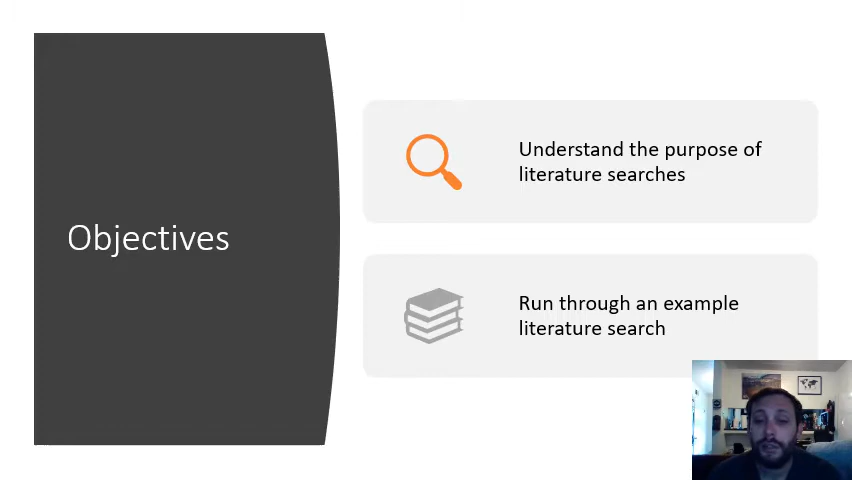 Objectives
Understand the purpose of
literature searches
Run through an example
literature search